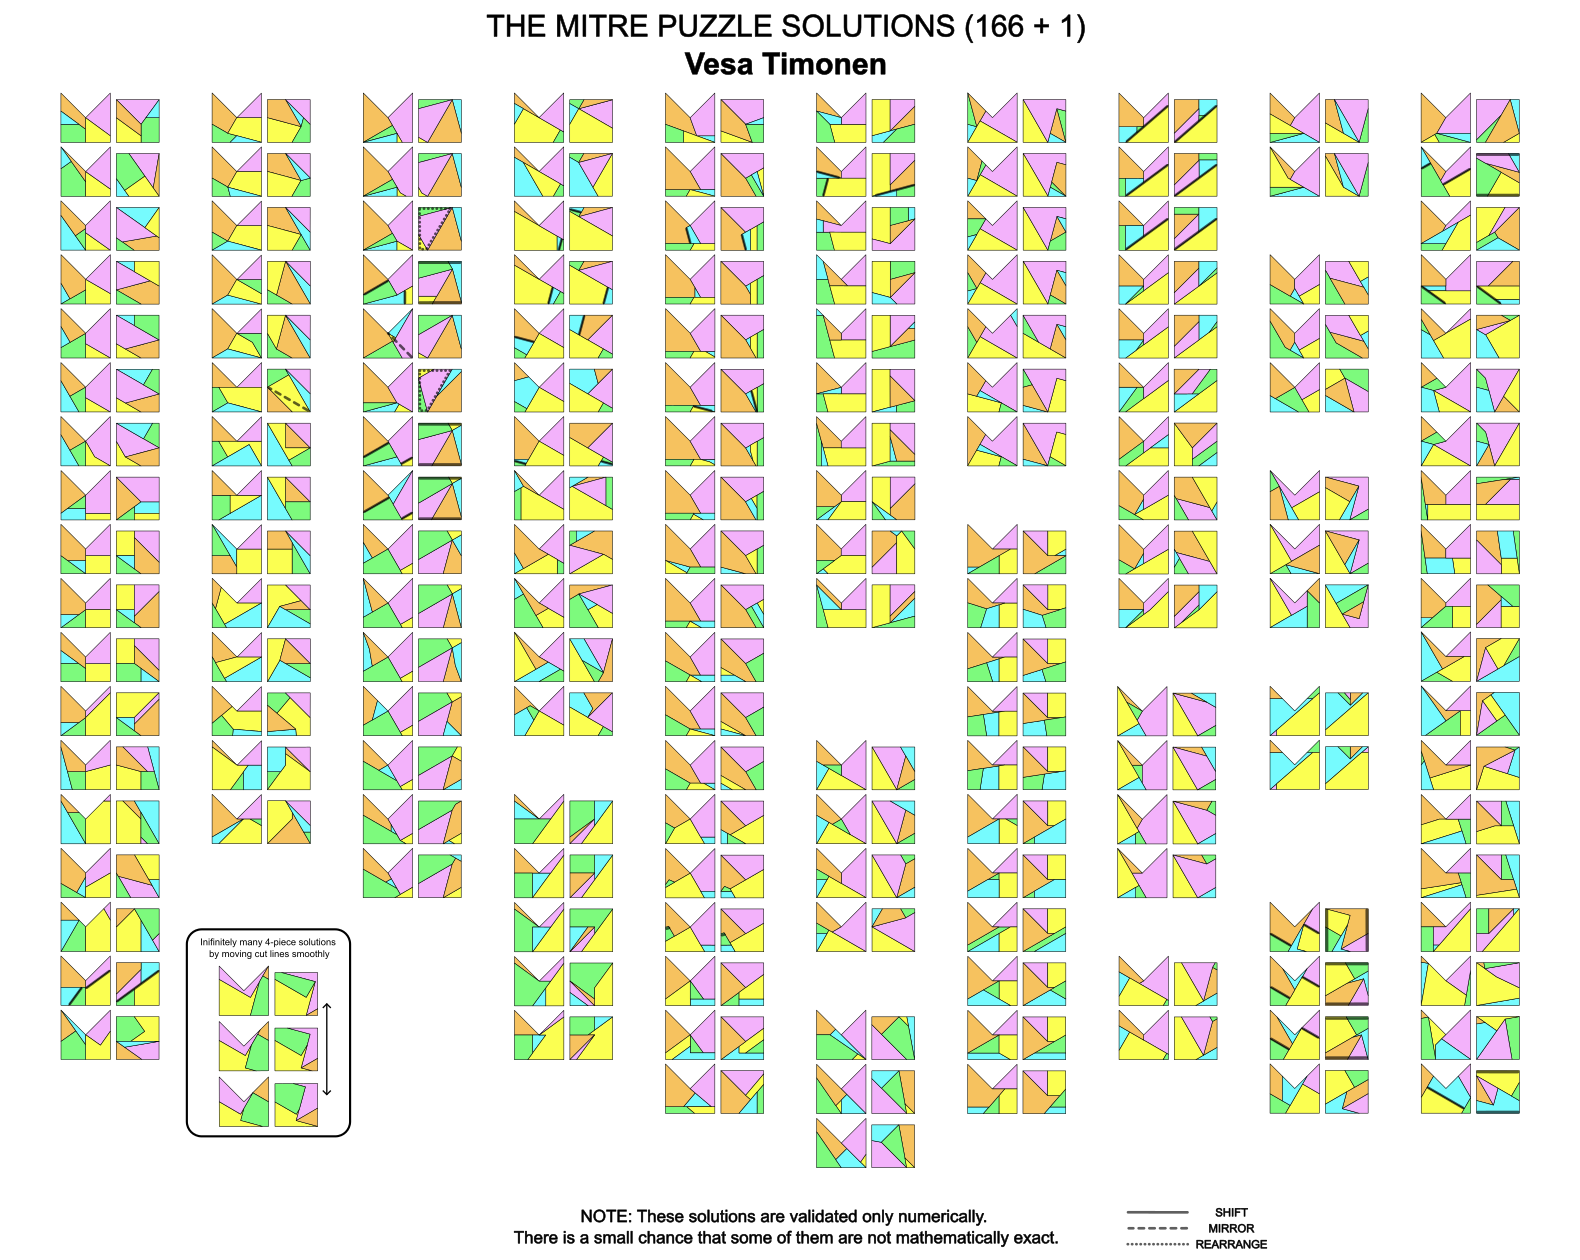 THE MITRE PUZZLE SOLUTIONS (166 + 1)
Vesa Timonen
Inifinitely many 4-piece solutions
by moving cut lines smoothly
NOTE: These solutions are validated only numerically.
There is a small chance that some of them are not mathematically exact.
SHIFT
MIRROR
REARRANGE